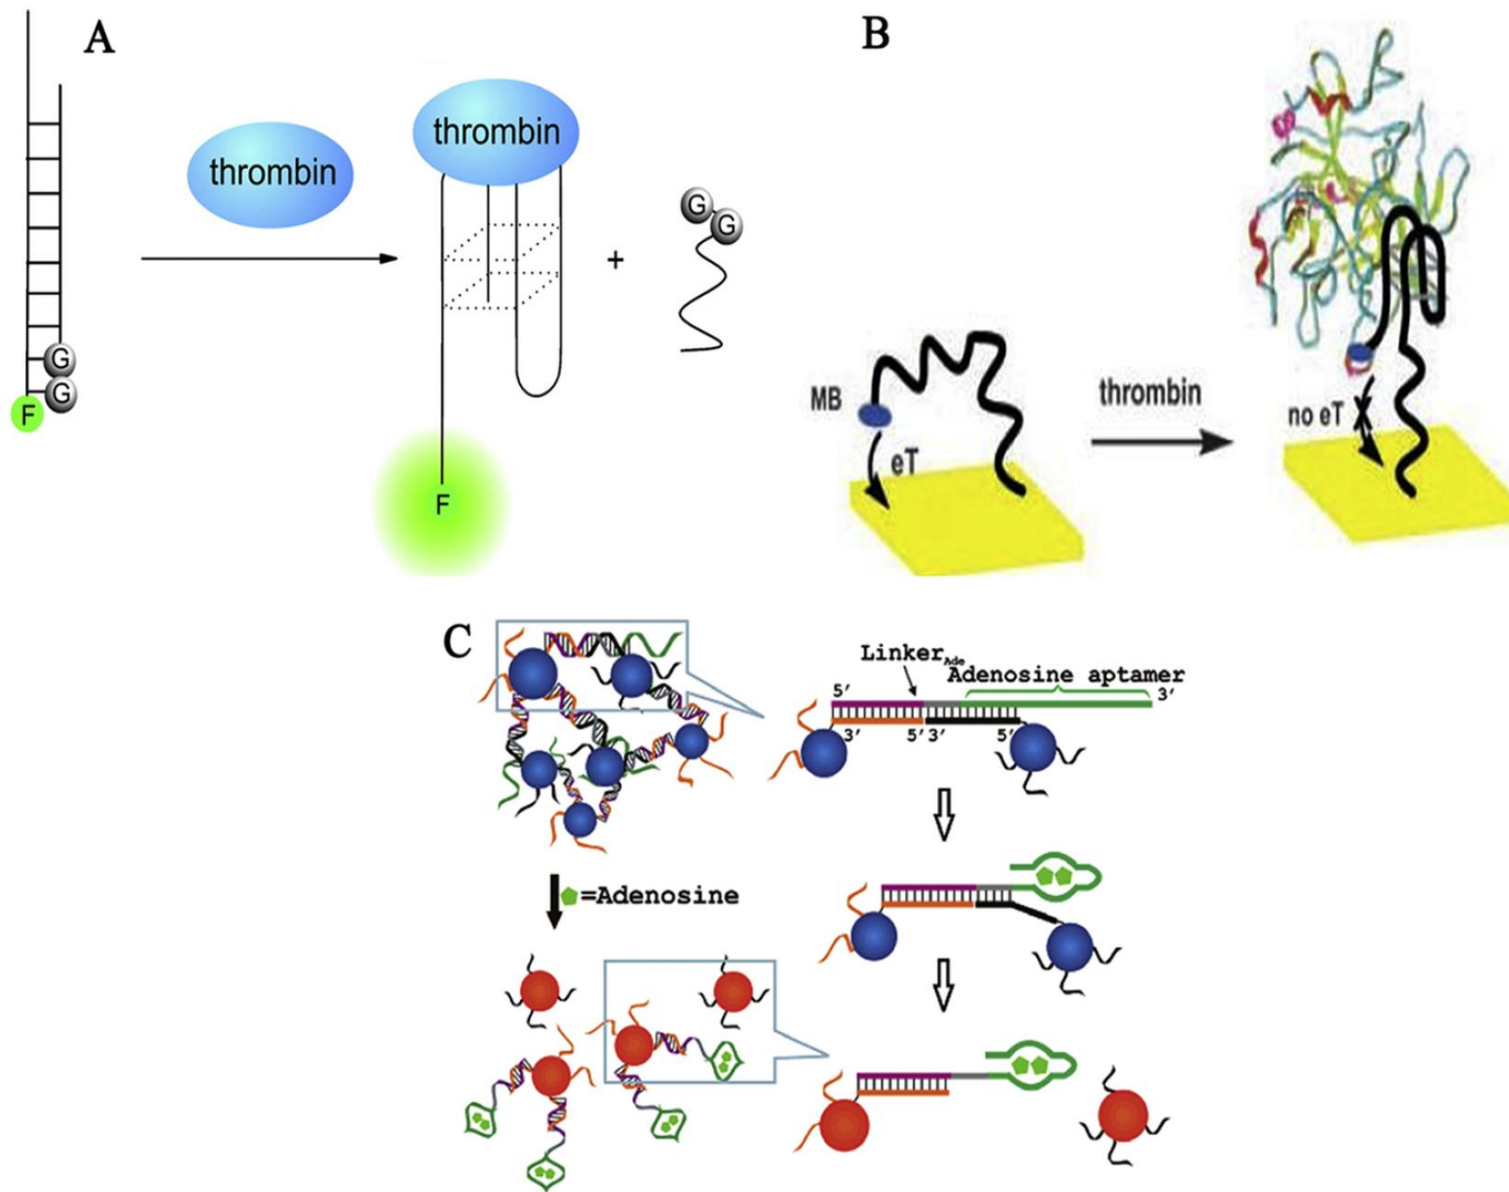 A
thrombin
thrombin
G
G
+
G
G
F
F
B
MB
eT
thrombin
no eT
C
Linker Ade
Adenosine aptamer
5′
3′
3′
5′ 3′
5′
=Adenosine